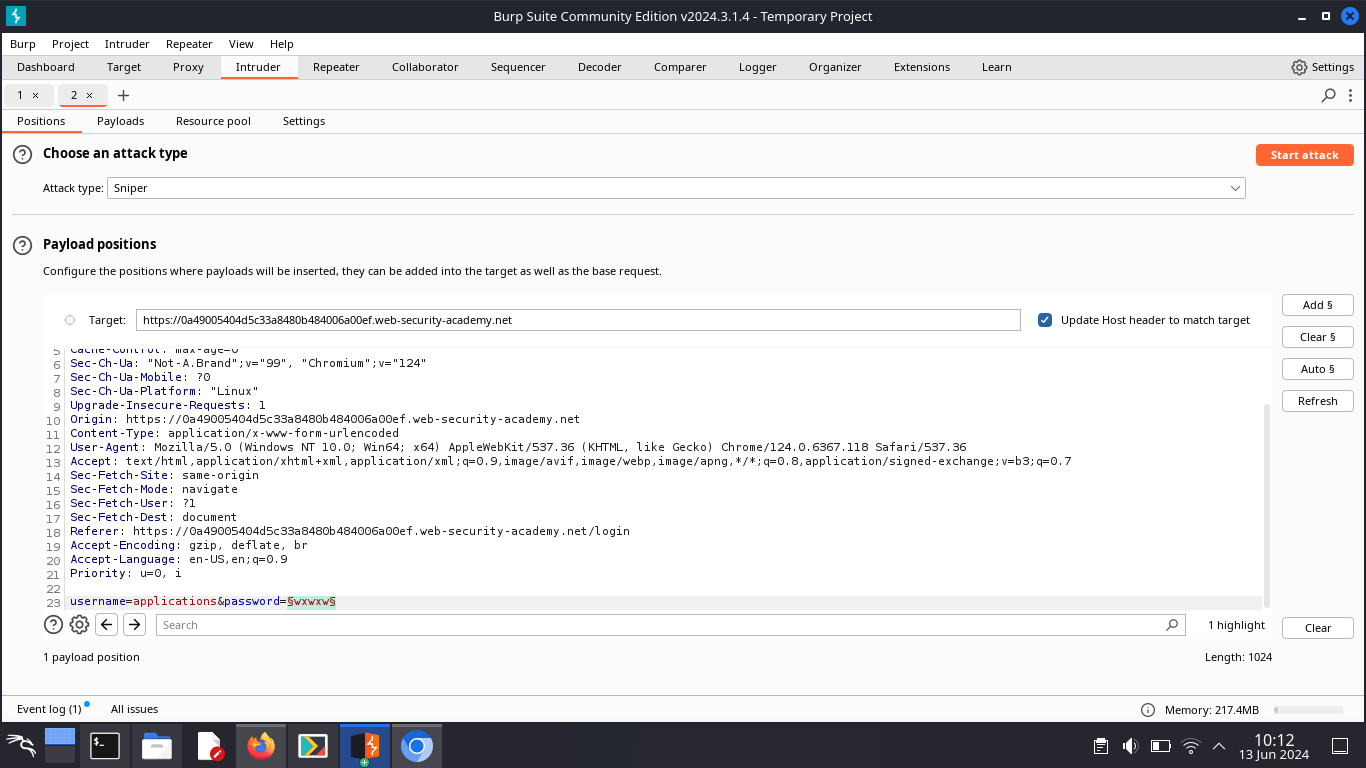 Burp Suite Community Edition v2024.3.1.4 - Temporary Project
Burp Project Intruder Repeater View Help
Dashboard Target Proxy Intruder Repeater Collaborator Sequencer Decoder Comparer Logger Organizer Extensions Learn Settings
1 × 2 × +
Positions Payloads Resource pool Settings
? Choose an attack type Start attack
Attack type: Sniper
? Payload positions
Configure the positions where payloads will be inserted, they can be added into the target as well as the base request.
Add §
Target: https://0a49005404d5c33a8480b484006a00ef.web-security-academy.net Update Host header to match target
Clear §
5 Cache-Control: max-age=0
6 Sec-Ch-Ua: "Not-A.Brand";v="99", "Chromium";v="124"
Auto §
7 Sec-Ch-Ua-Mobile: ?0
8 Sec-Ch-Ua-Platform: "Linux"
Refresh
9 Upgrade-Insecure-Requests: 1
10 Origin: https://0a49005404d5c33a8480b484006a00ef.web-security-academy.net
11 Content-Type: application/x-www-form-urlencoded
12 User-Agent: Mozilla/5.0 (Windows NT 10.0; Win64; x64) AppleWebKit/537.36 (KHTML, like Gecko) Chrome/124.0.6367.118 Safari/537.36
13 Accept: text/html,application/xhtml+xml,application/xml;q=0.9,image/avif,image/webp,image/apng,*/*;q=0.8,application/signed-exchange;v=b3;q=0.7
14 Sec-Fetch-Site: same-origin
15 Sec-Fetch-Mode: navigate
16 Sec-Fetch-User: ?1
17 Sec-Fetch-Dest: document
18 Referer: https://0a49005404d5c33a8480b484006a00ef.web-security-academy.net/login
19 Accept-Encoding: gzip, deflate, br
20 Accept-Language: en-US,en;q=0.9
21 Priority: u=0, i
22
23 username=applications&password=§wxwxw§
? Search 1 highlight Clear
1 payload position Length: 1024
Event log (1) All issues Memory: 217.4MB
10:12
13 Jun 2024